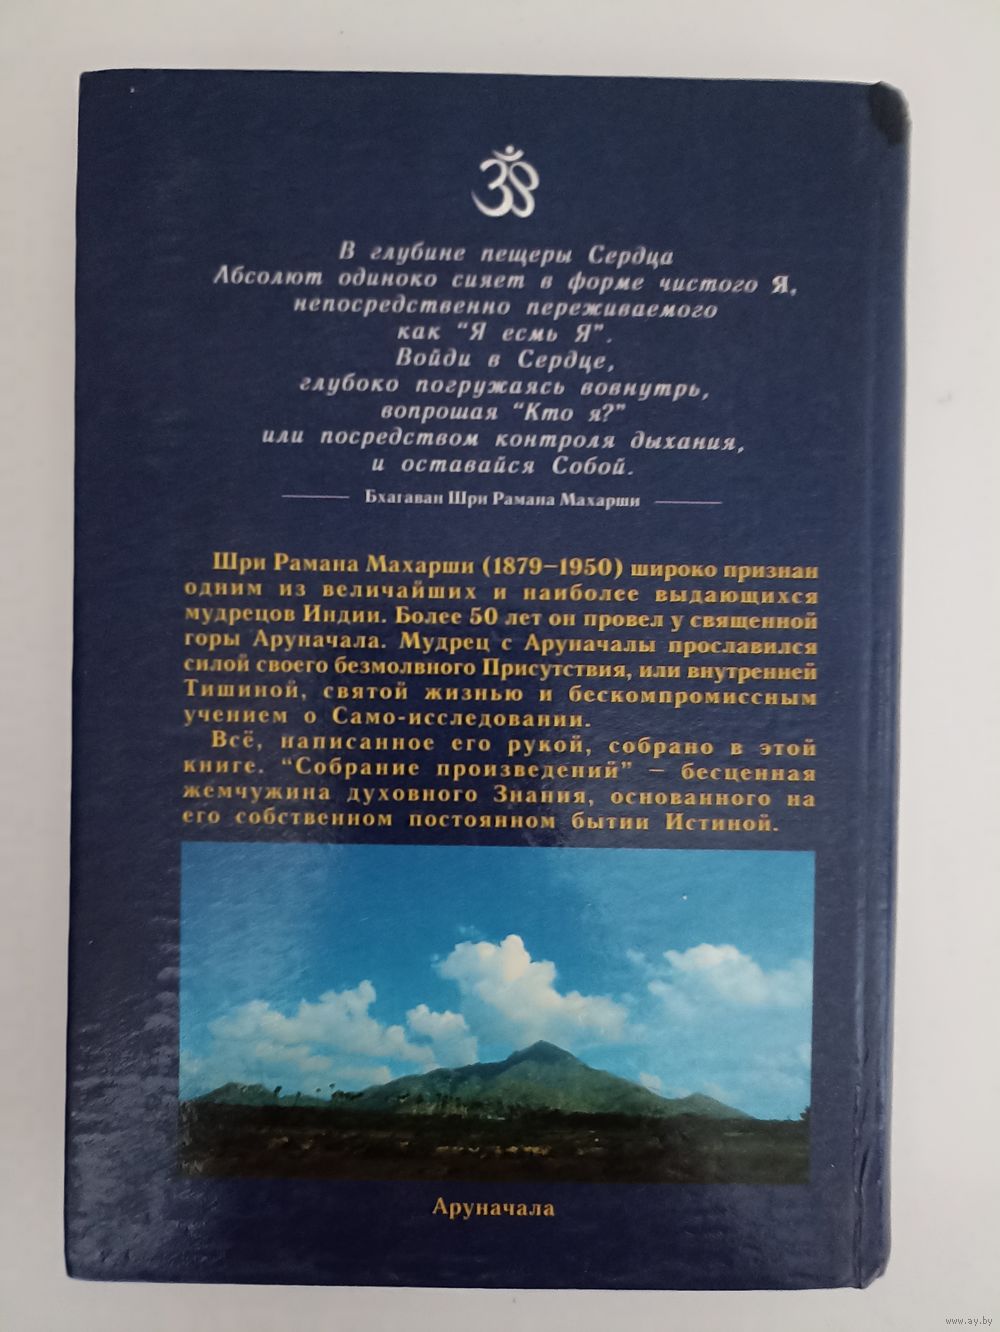 ॐ
В глубине пещеры Сердца
Абсолют одиноко сияет в форме чистого Я,
непосредственно переживаемого
как “Я есмь Я”.
Войди в Сердце,
глубоко погружаясь вовнутрь,
вопрошая “Кто я?”
или посредством контроля дыхания,
и оставайся Собой.
Бхагаван Шри Рамана Махарши
Шри Рамана Махарши (1879–1950) широко признан
одним из величайших и наиболее выдающихся
мудрецов Индии. Более 50 лет он провел у священной
горы Аруначала. Мудрец с Аруначалы прославился
силой своего безмолвного Присутствия, или внутренней
Тишиной, святой жизнью и бескомпромиссным
учением о Само-исследовании.
Всё, написанное его рукой, собрано в этой
книге. “Собрание произведений” – бесценная
жемчужина духовного Знания, основанного на
его собственном постоянном бытии Истиной.
Аруначала
www.ay.by